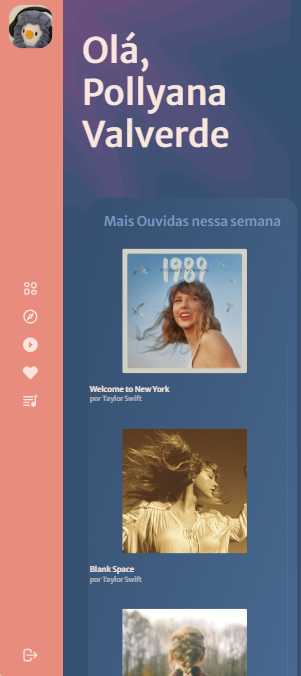 Olá,
Pollyana
Valverde
Mais Ouvidas nessa semana
1989
Welcome to New York
por Taylor Swift
Blank Space
por Taylor Swift